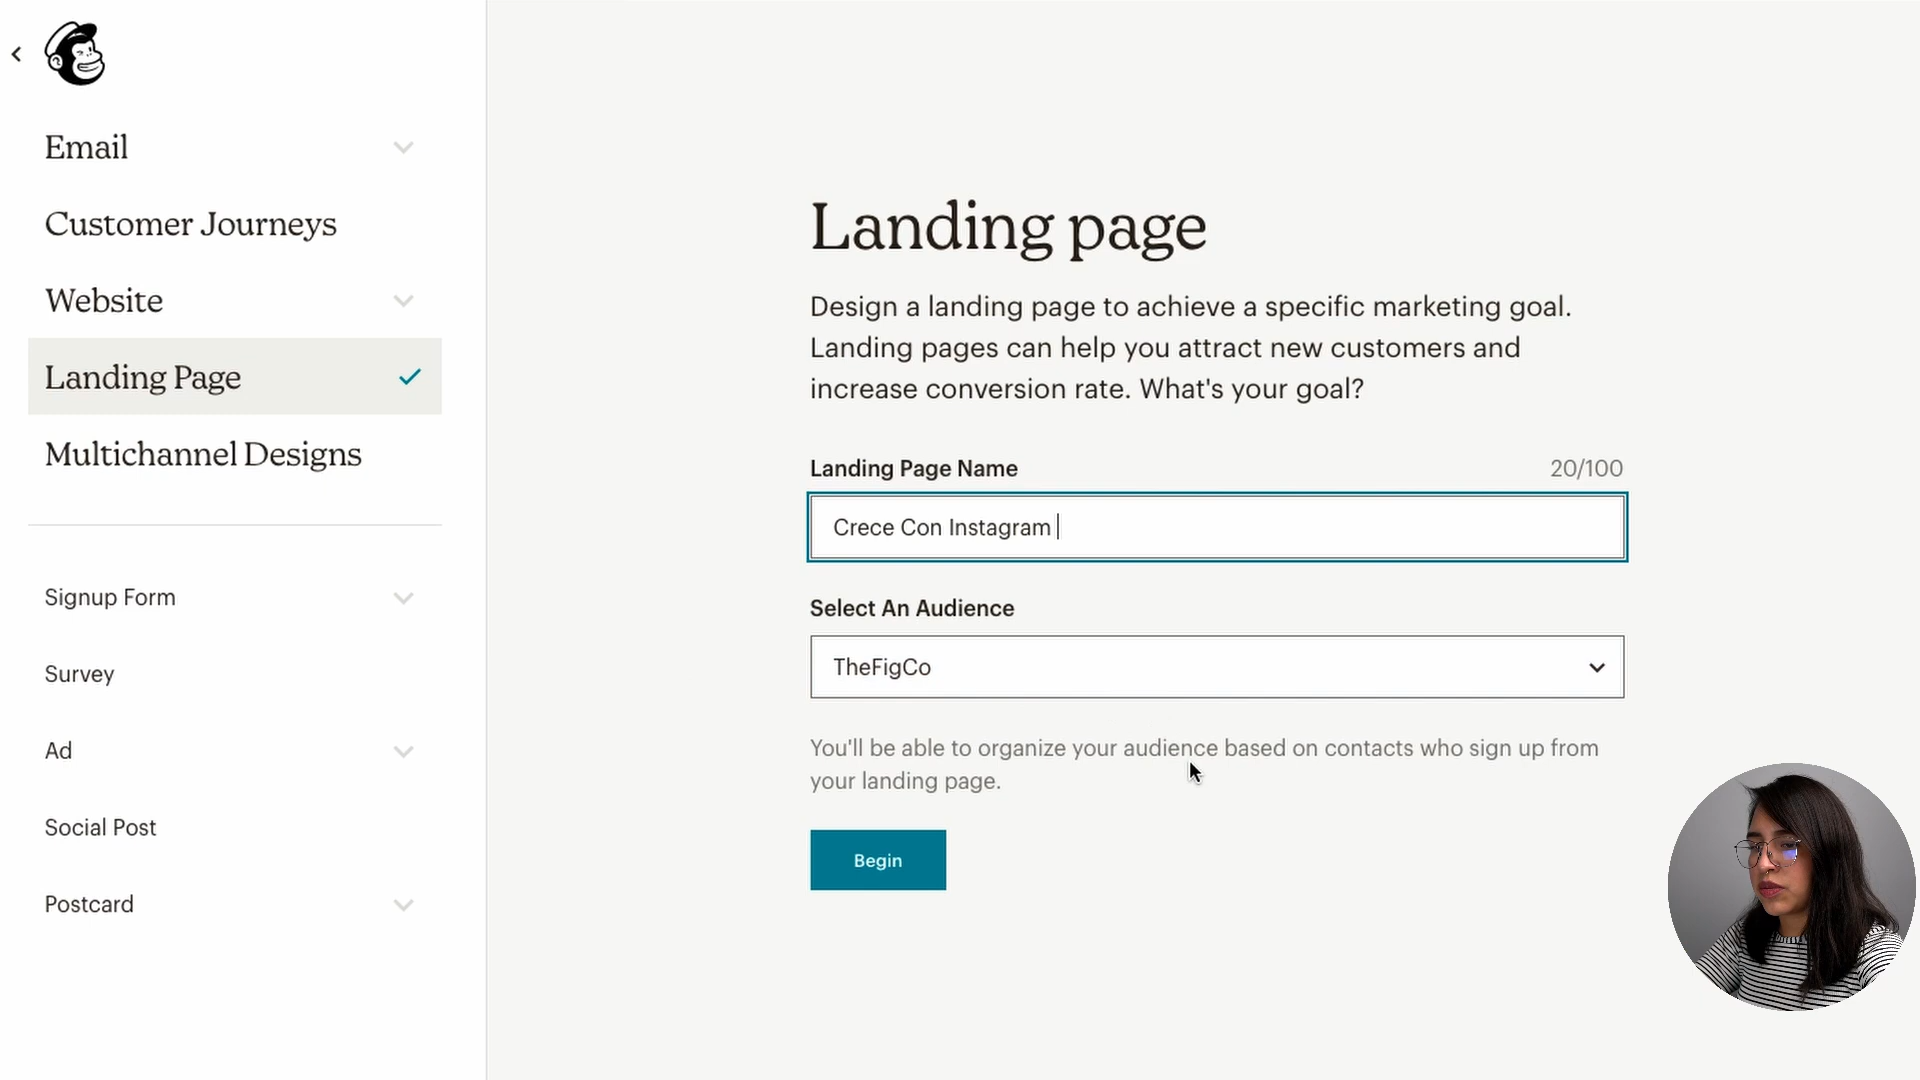 Email
Customer Journeys
Website
Landing Page
Multichannel Designs
Signup Form
Survey
Ad
Social Post
Postcard
Landing page
Design a landing page to achieve a specific marketing goal.
Landing pages can help you attract new customers and
increase conversion rate. What's your goal?
Landing Page Name 20/100
Crece Con Instagram
Select An Audience
TheFigCo
You'll be able to organize your audience based on contacts who sign up from
your landing page.
Begin